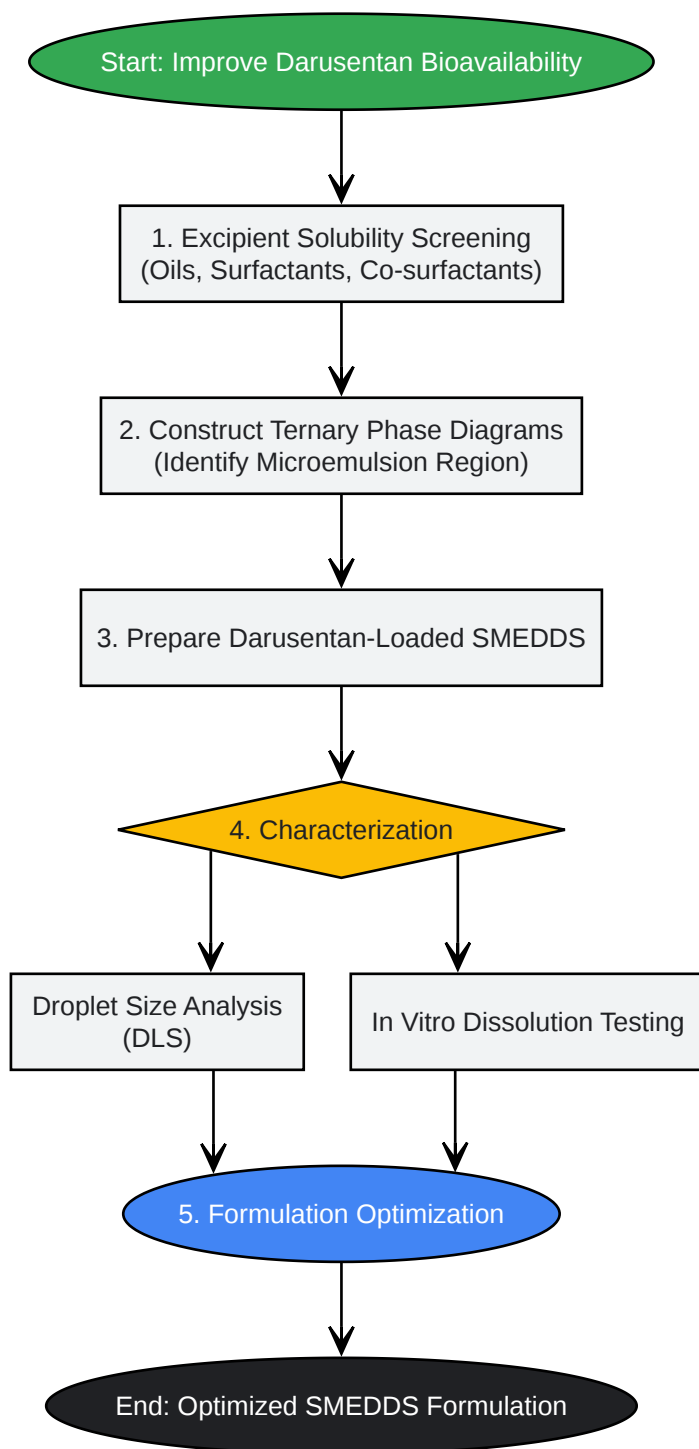 Start: Improve Darusentan Bioavailability
1. Excipient Solubility Screening
(Oils, Surfactants, Co-surfactants)
2. Construct Ternary Phase Diagrams
(Identify Microemulsion Region)
3. Prepare Darusentan-Loaded SMEDDS
4. Characterization
Droplet Size Analysis
(DLS)
In Vitro Dissolution Testing
5. Formulation Optimization
End: Optimized SMEDDS Formulation